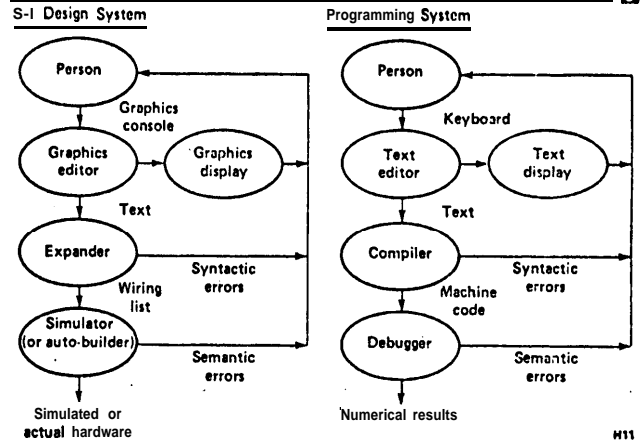 S-I Design System
Person
Graphics
console
Graphics
editor
Graphics
display
Text
Expander
Syntactic
errors
Wiring
list
Simulator
(or auto-builder)
Semantic
errors
Simulated or
actual hardware
Programming System
Person
Keyboard
Text
editor
Text
display
Text
Compiler
Syntactic
errors
Machine
code
Debugger
Semantic
errors
Numerical results
H11